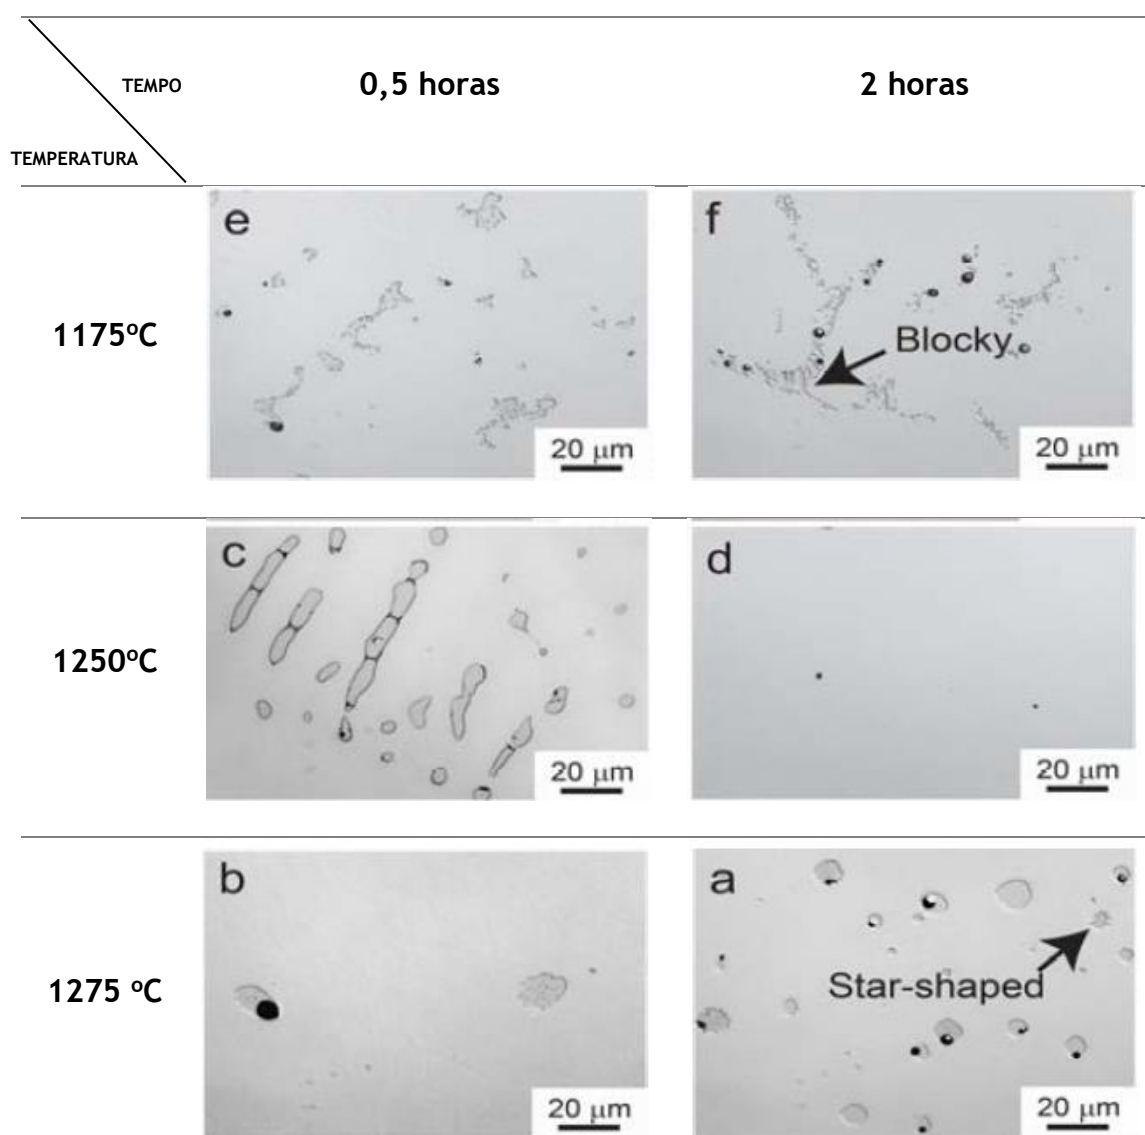 TEMPO
0,5 horas
2 horas
TEMPERATURA
1175ºC
e
20 μm
f
Blocky
20 μm
1250ºC
c
20 μm
d
20 μm
1275 ºC
b
20 μm
a
Star-shaped
20 μm